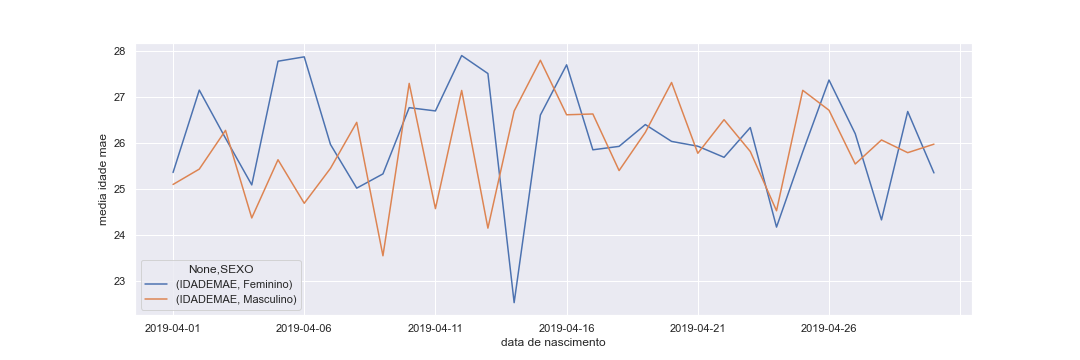 28
27
26
25
24
23
media idade mae
None,SEXO
(IDADEMAE, Feminino)
(IDADEMAE, Masculino)
2019-04-01 2019-04-06 2019-04-11 2019-04-16 2019-04-21 2019-04-26
data de nascimento